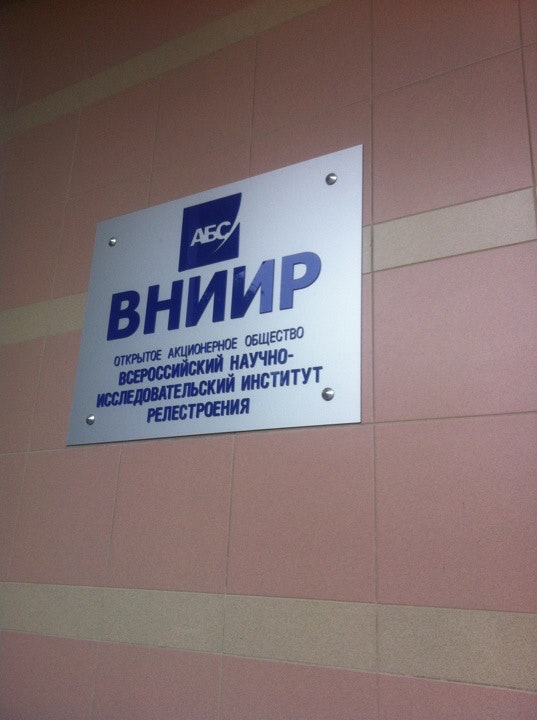 АБС
ВНИИР
ОТКРЫТОЕ АКЦИОНЕРНОЕ ОБЩЕСТВО
ВСЕРОССИЙСКИЙ НАУЧНО-
ИССЛЕДОВАТЕЛЬСКИЙ ИНСТИТУТ
РЕЛЕСТРОЕНИЯ